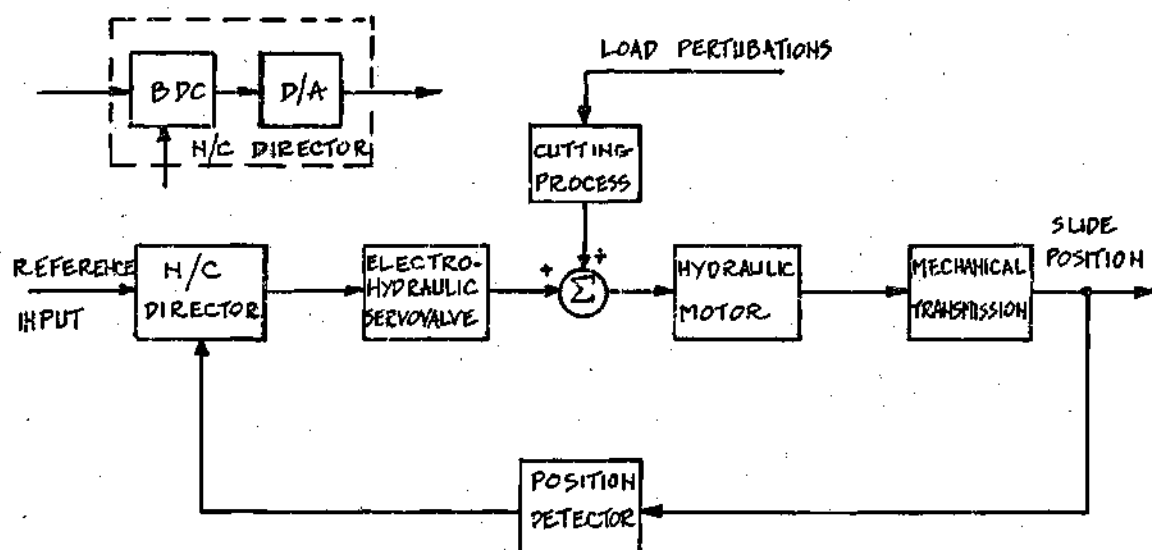 LOAD PERTUBATIONS
BDC
D/A
N/C DIRECTOR
CUTTING
PROCESS
REFERENCE
INPUT
N/C
DIRECTOR
ELECTRO-
HYDRAULIC
SERVOVALVE
+
+
Σ
HYDRAULIC
MOTOR
MECHANICAL
TRANSMISSION
SLIDE
POSITION
POSITION
DETECTOR